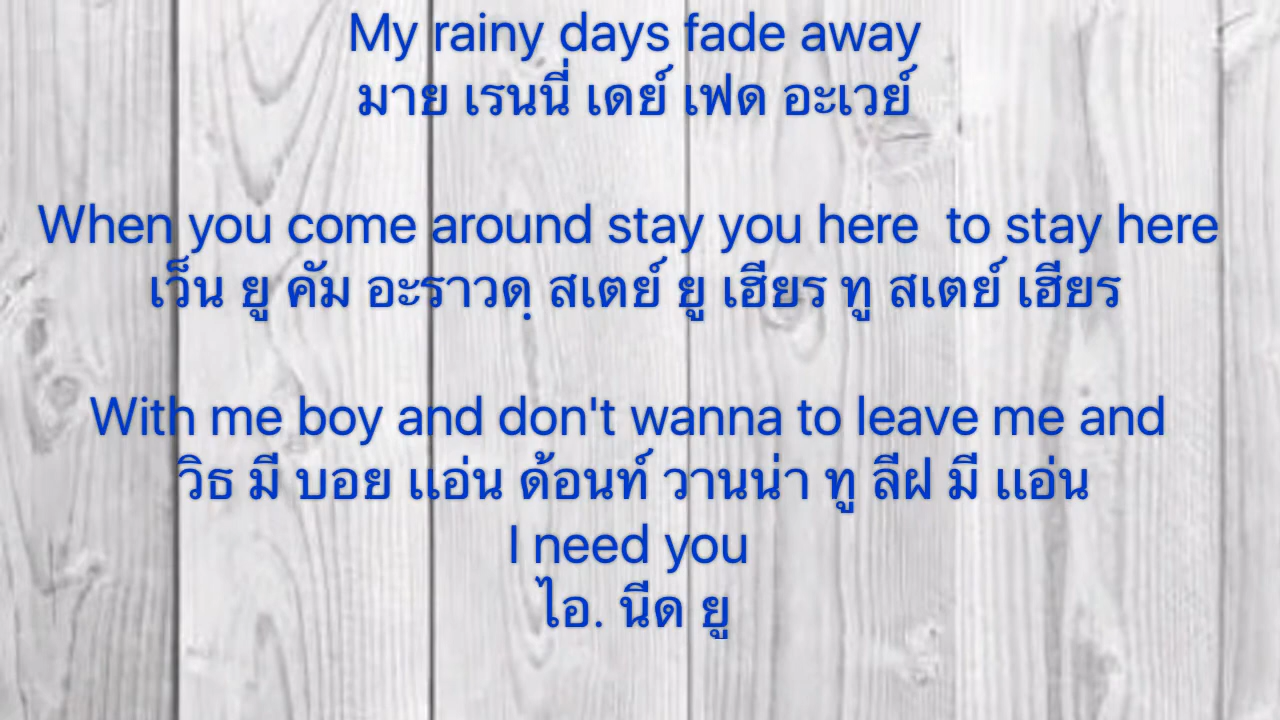 My rainy days fade away
มาย เรนนี่ เดย์ เฟด อะเวย์
When you come around stay you here  to stay here
เว็น ยู คัม อะราวดฺ สเตย์ ยู เฮียร ทู สเตย์ เฮียร
With me boy and don't wanna to leave me and
วิธ มี บอย แอ่น ด้อนท์ วานน่า ทู ลีฝ มี แอ่น
I need you
ไอ. นีด ยู